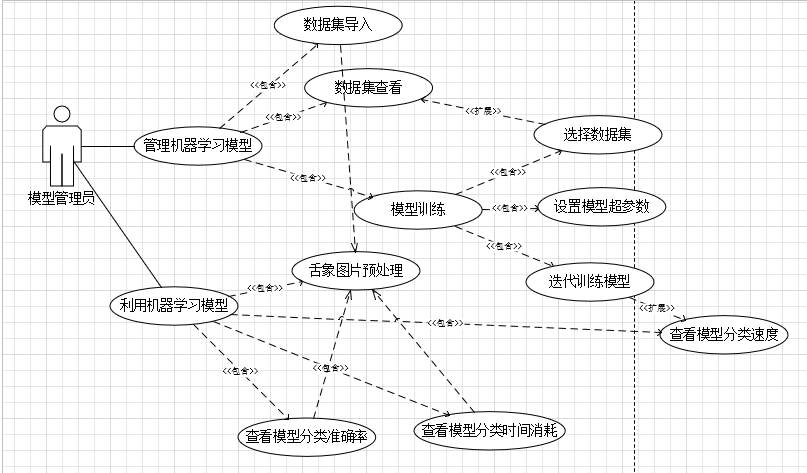 数据集导入
<<包含>>
数据集查看
<<包含>>
<<扩展>>
选择数据集
管理机器学习模型
<<包含>>
<<包含>>
模型管理员
模型训练
<<包含>>
设置模型超参数
<<包含>>
舌象图片预处理
迭代训练模型
<<包含>>
利用机器学习模型
<<扩展>>
<<包含>>
查看模型分类速度
<<包含>>
<<包含>>
查看模型分类准确率
查看模型分类时间消耗